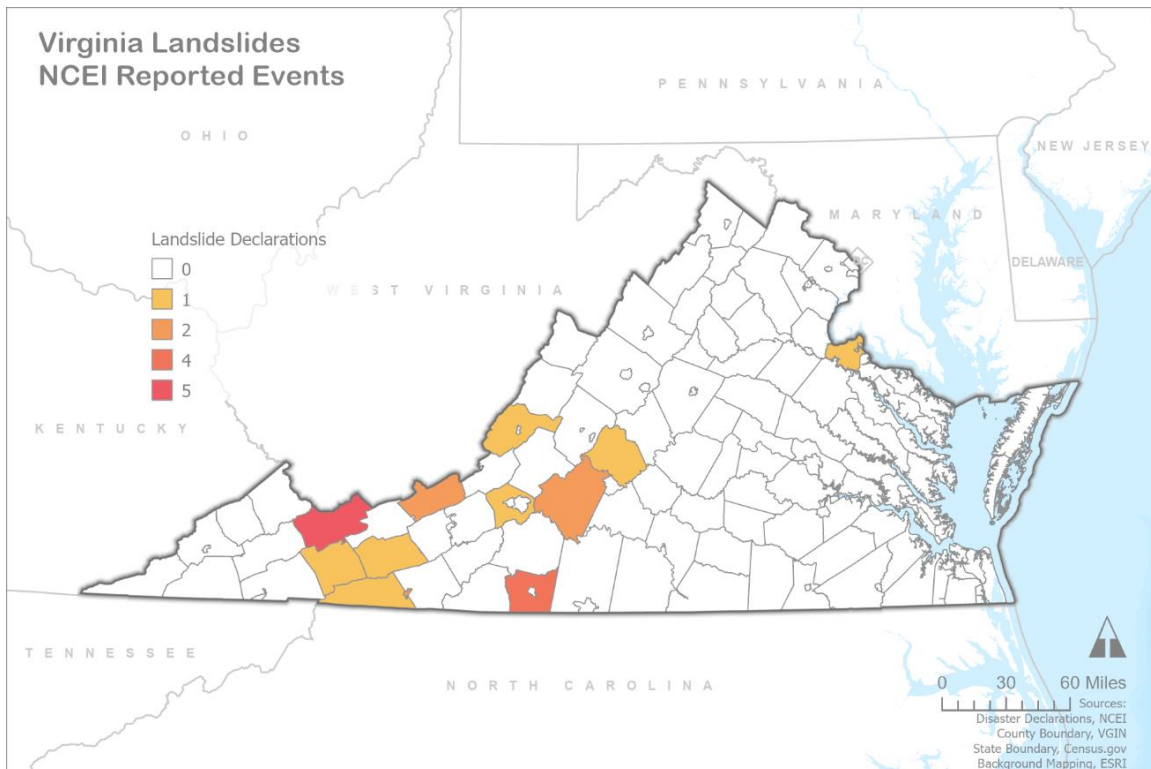 Virginia Landslides
NCEI Reported Events
PENNSYLVANIA
OHIO
NEW JERSEY
MARYLAND
Landslide Declarations
0
DELAWARE
WEST VIRGINIA
1
2
4
5
KENTUCKY
TENNESSEE
NORTH CAROLINA
0 30 60 Miles
Sources:
Disaster Declarations, NCEI
County Boundary, VGIN
State Boundary, Census.gov
Background Mapping, ESRI